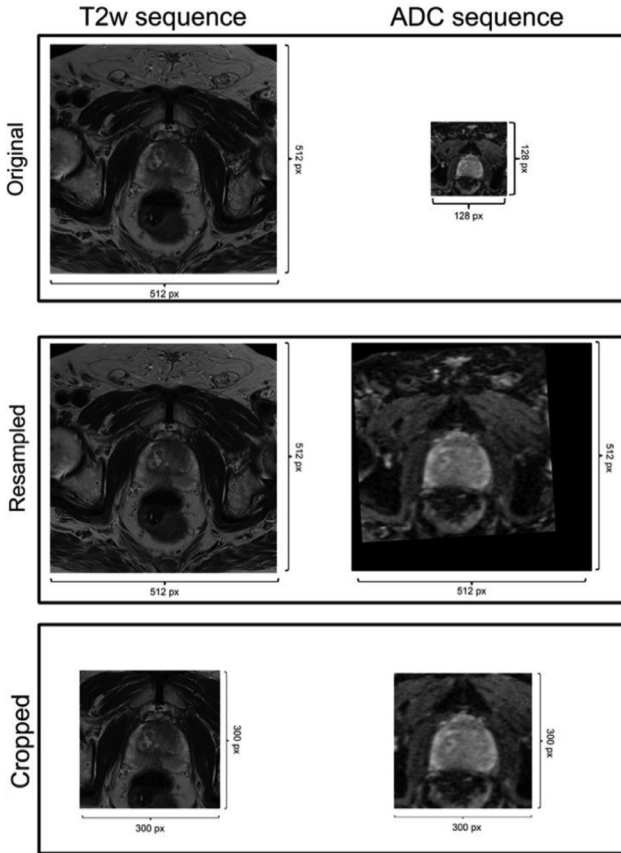 T2w sequence
ADC sequence
Original
512 px
512 px
128 px
128 px
Resampled
512 px
512 px
512 px
512 px
Cropped
300 px
300 px
300 px
300 px